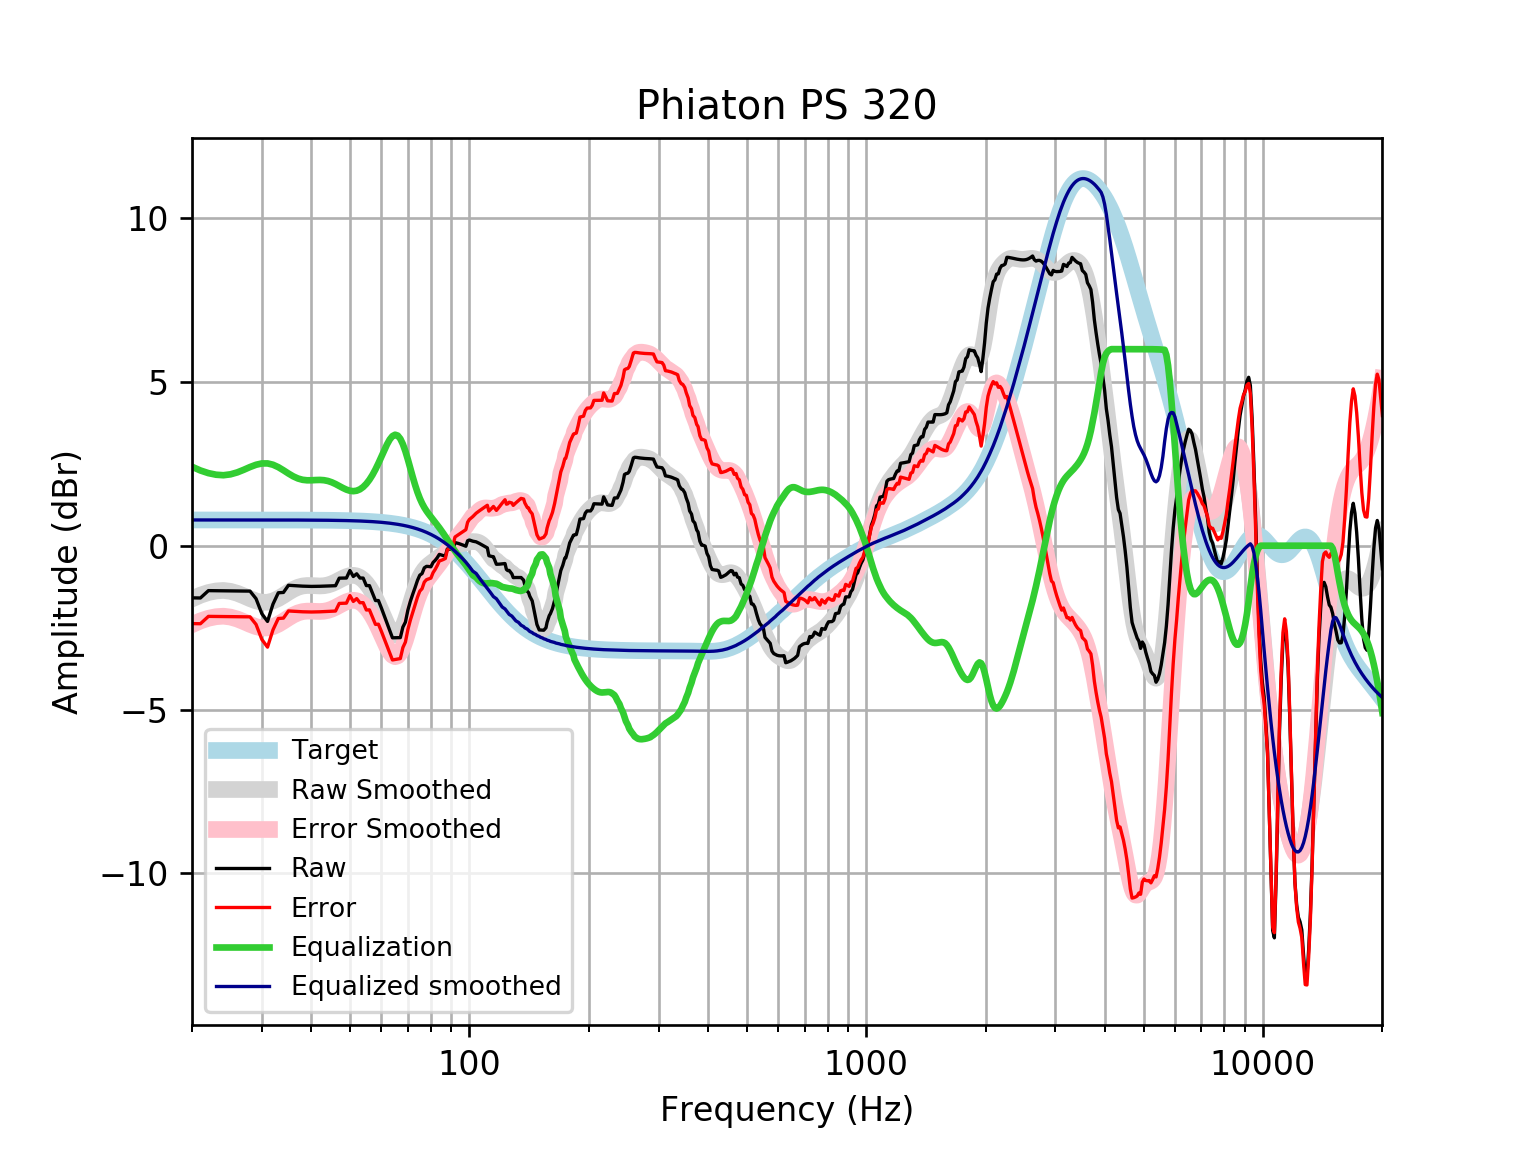 Phiaton PS 320
Amplitude (dBr)
10
5
0
−5
−10
Target
Raw Smoothed
Error Smoothed
Raw
Error
Equalization
Equalized smoothed
100
1000
10000
Frequency (Hz)